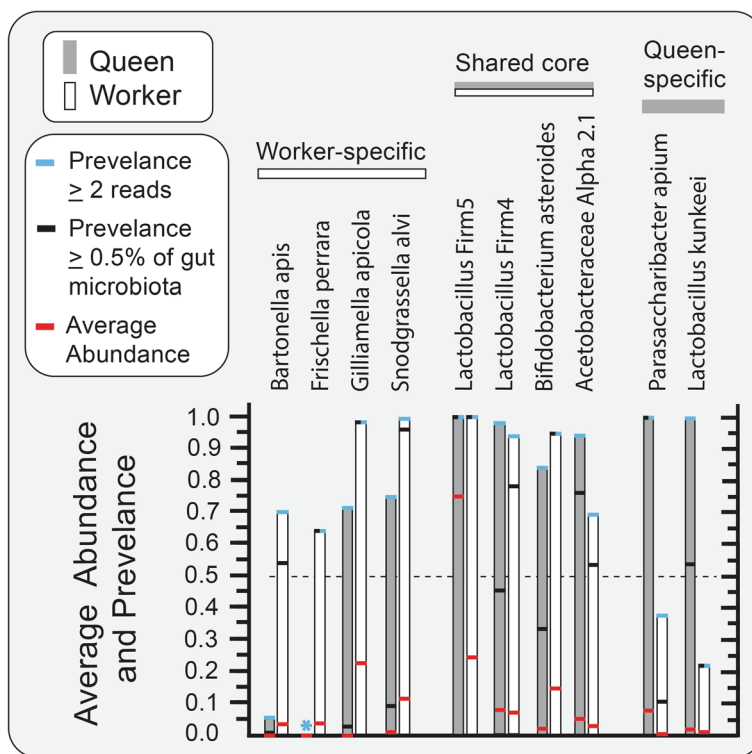 Queen
Worker
Prevelance
≥ 2 reads
Prevelance
≥ 0.5% of gut
microbiota
Average
Abundance
Worker-specific
Shared core
Queen-
specific
Bartonella apis
Frischella perrara
Gilliamella apicola
Snodgrassella alvi
Lactobacillus Firm5
Lactobacillus Firm4
Bifidobacterium asteroides
Acetobacteraceae Alpha 2.1
Parasaccharibacter apium
Lactobacillus kunkeei
Average Abundance
and Prevelance
1.0
0.9
0.8
0.7
0.6
0.5
0.4
0.3
0.2
0.1
0.0
*